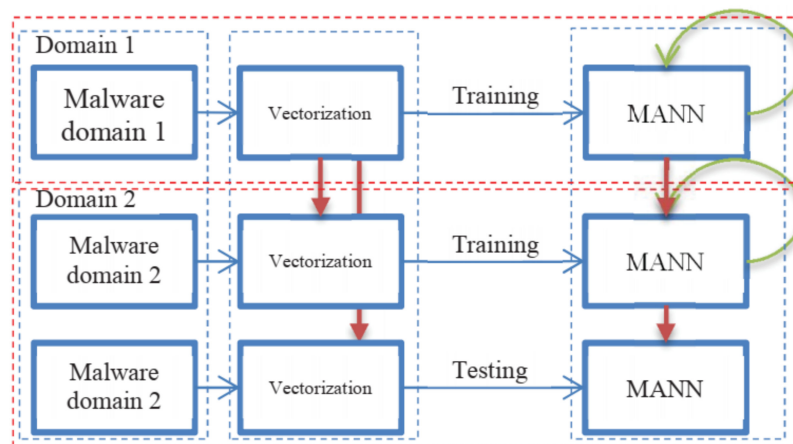 Domain 1
Malware
domain 1
Vectorization
Training
MANN
Domain 2
Malware
domain 2
Vectorization
Training
MANN
Malware
domain 2
Vectorization
Testing
MANN